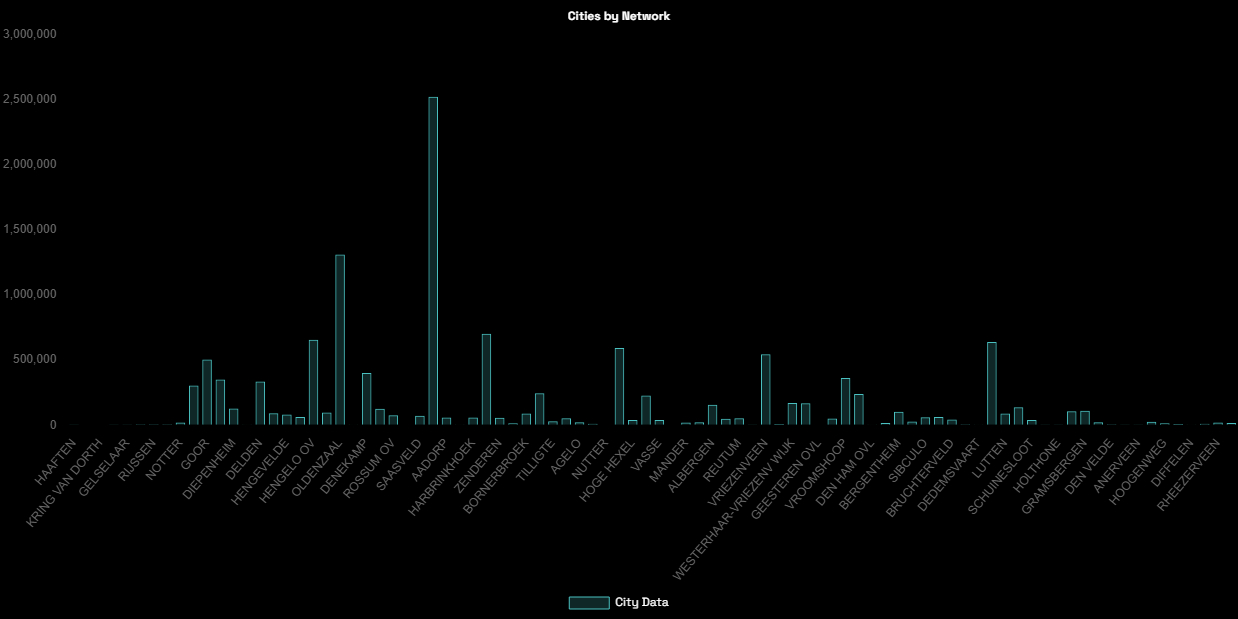 Cities by Network
3,000,000
2,500,000
2,000,000
1,500,000
1,000,000
500,000
0
HAAFTEN
KRING VAN DORTH
GELSELAAR
RIJSSEN
NOTTER
GOOR
DIEPENHEIM
DELDEN
HENGEVELDE
HENGELO OV
OLDENZAAL
DENEKAMP
ROSSUM OV
SAASVELD
AADORP
HARBRINKHOEK
ZENDEREN
BORNERBROEK
TILLIGTE
AGELO
NUTTER
HOGE HEXEL
VASSE
MANDER
ALBERGEN
REUTUM
VRIEZENVEEN
WESTERHAAR-VRIEZENV WIJK
GEESTEREN OVL
VROOMSHOOP
DEN HAM OVL
BERGENTHEIM
SIBCULO
BRUCHTERVELD
DEDEMSVAART
LUTTEN
SCHUINESLOOT
HOLTHONE
GRAMSBERGEN
DEN VELDE
ANERVEEN
HOOGENWEG
DIFFELEN
RHEEZERVEEN
City Data